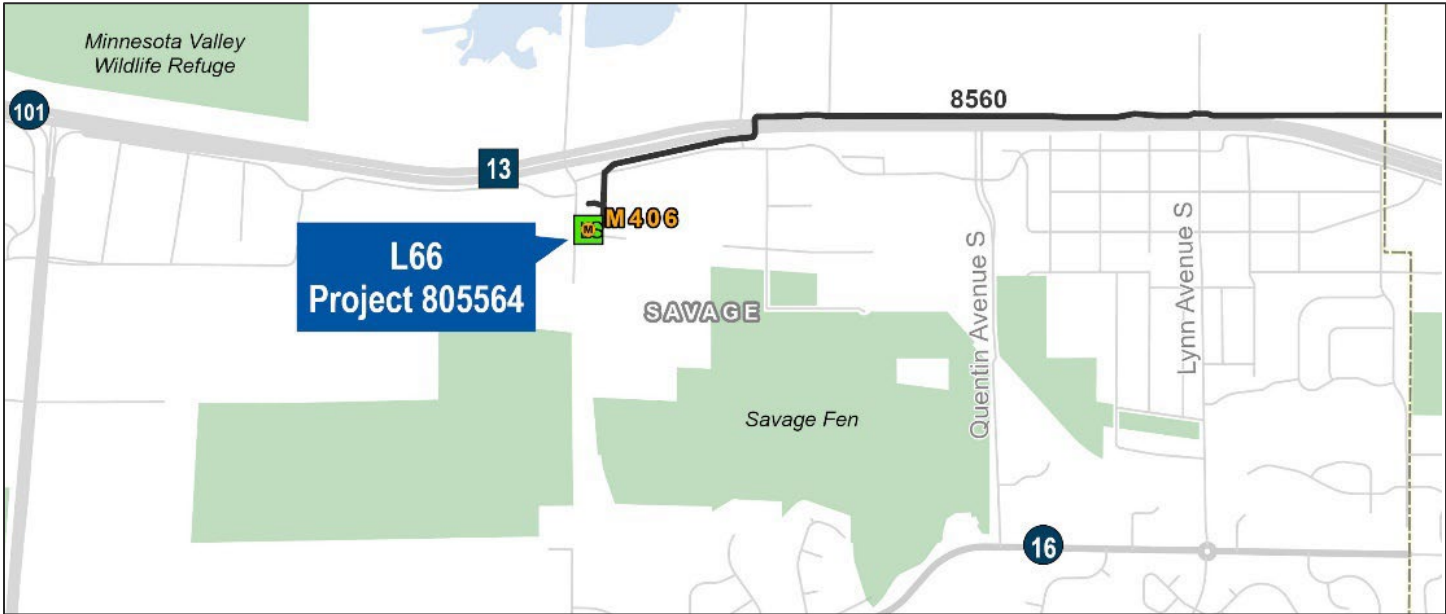 Minnesota Valley
Wildlife Refuge
101
8560
13
M406
M
L66
Project 805564
SAVAGE
Quentin Avenue S
Lynn Avenue S
Savage Fen
16